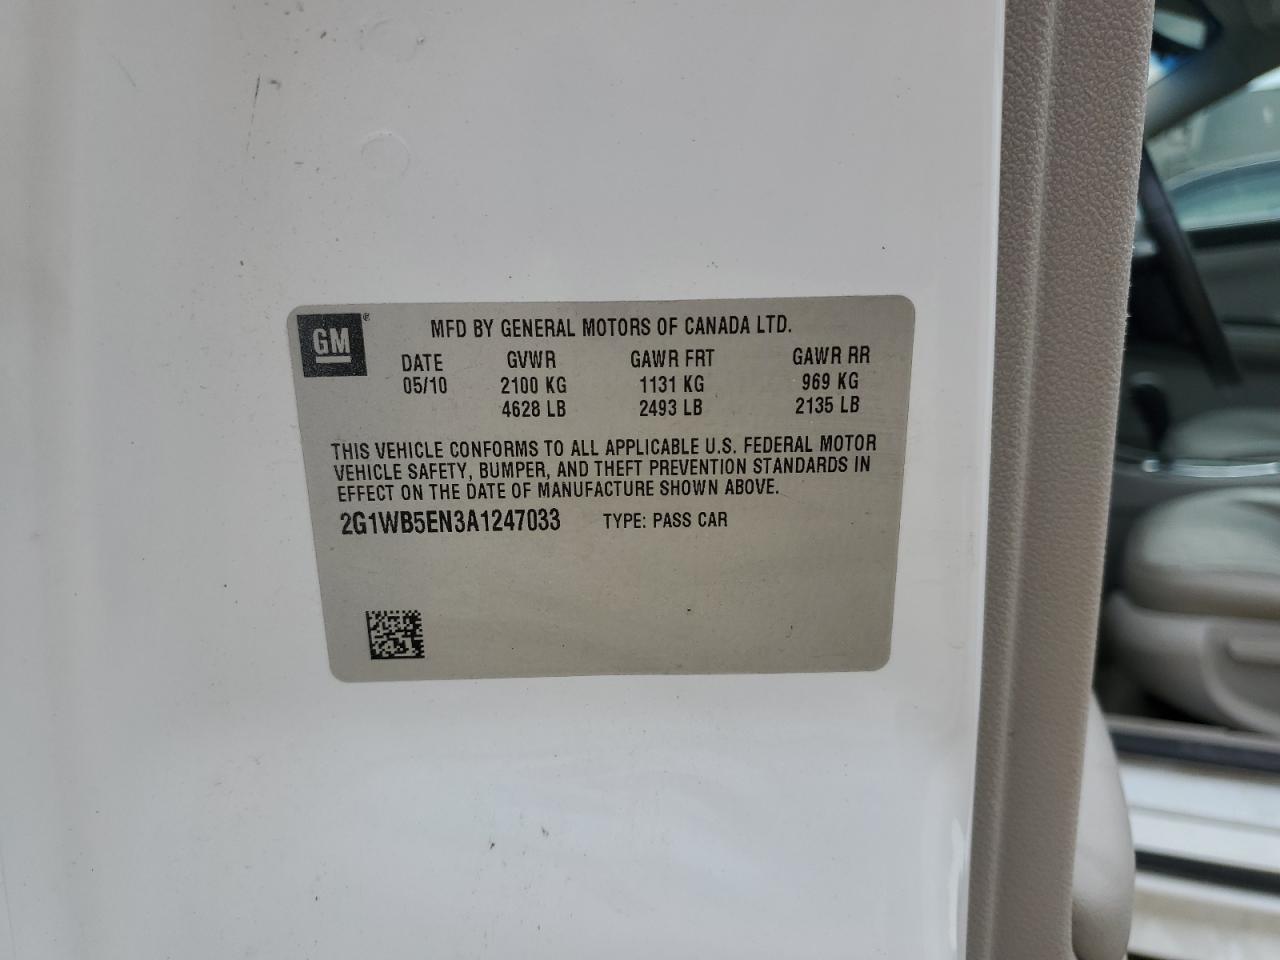 GM ® MFD BY GENERAL MOTORS OF CANADA LTD.
DATE GVWR GAWR FRT GAWR RR
05/10 2100 KG 1131 KG 969 KG
4628 LB 2493 LB 2135 LB
THIS VEHICLE CONFORMS TO ALL APPLICABLE U.S. FEDERAL MOTOR
VEHICLE SAFETY, BUMPER, AND THEFT PREVENTION STANDARDS IN
EFFECT ON THE DATE OF MANUFACTURE SHOWN ABOVE.
2G1WB5EN3A1247033 TYPE: PASS CAR